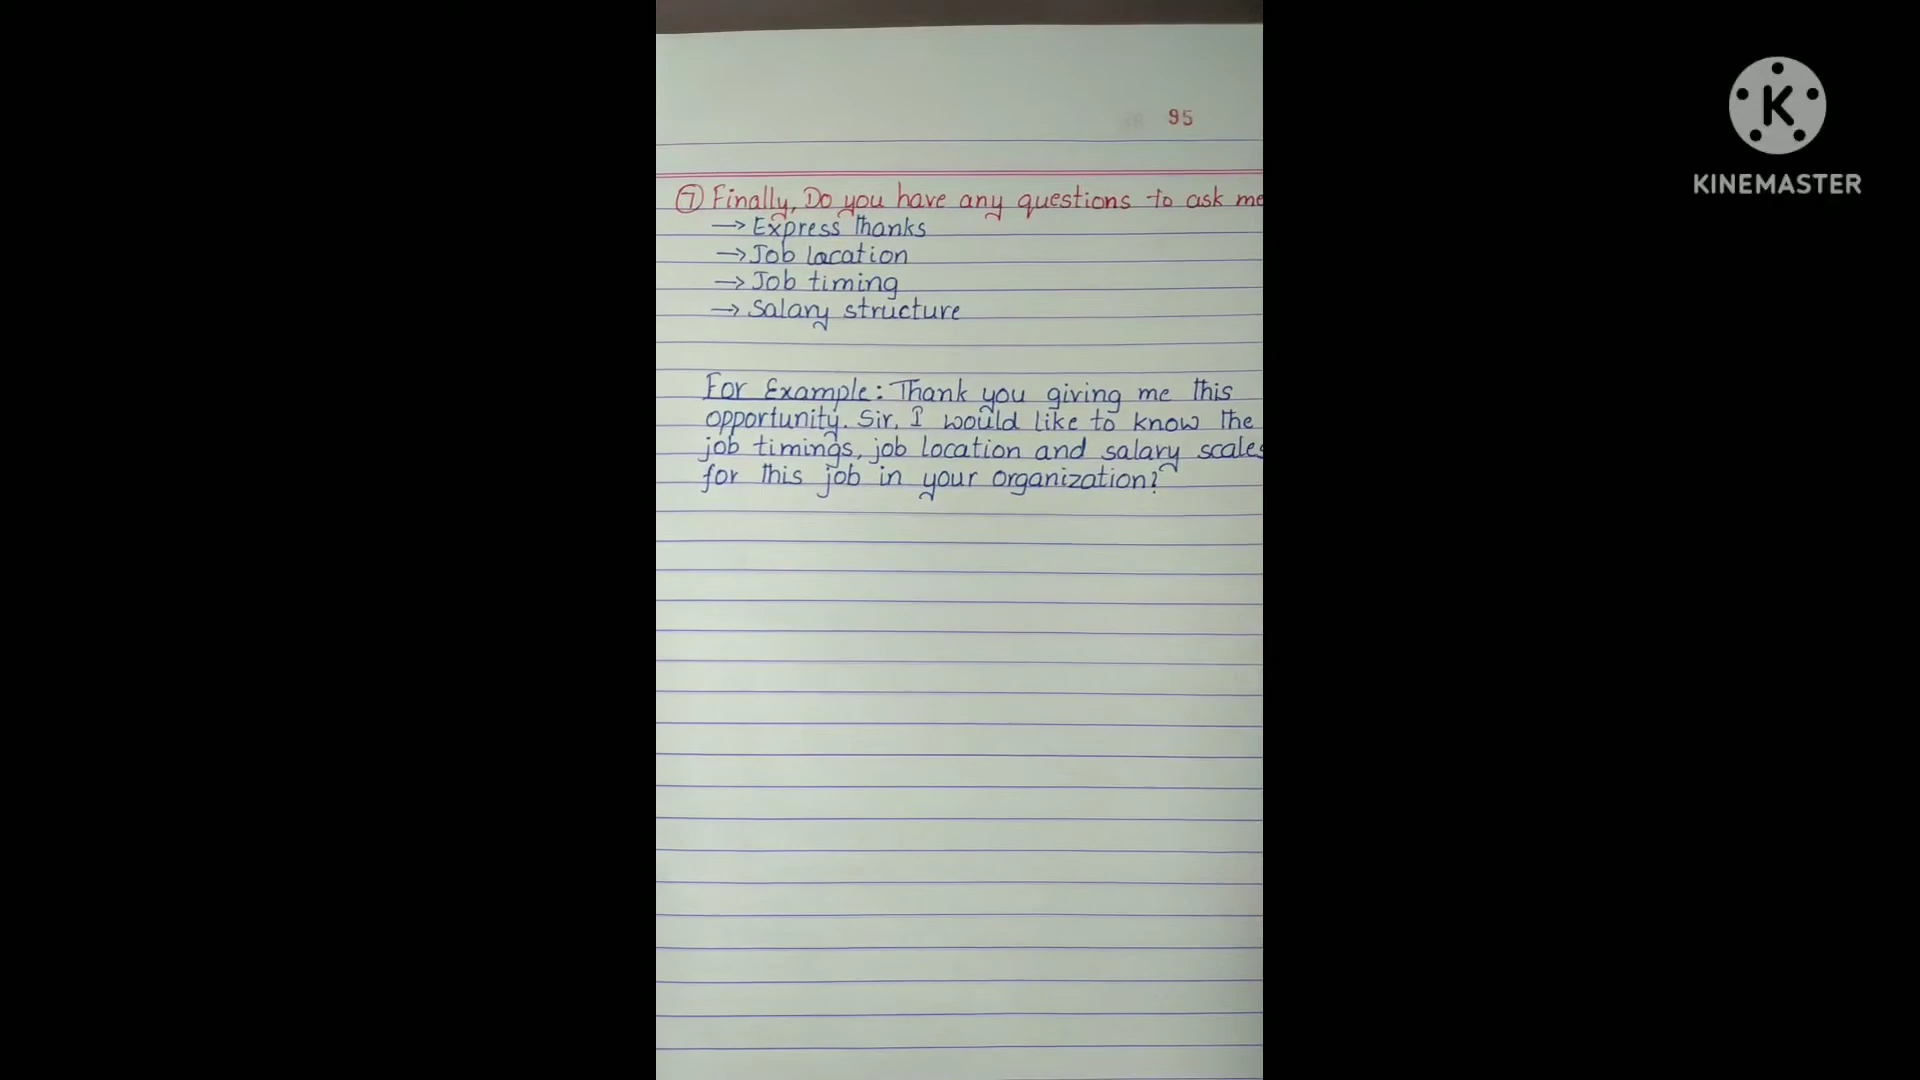 95
⑦ Finally, Do you have any questions to ask me
→ Express thanks
→ Job location
→ Job timing
→ Salary structure
For Example: Thank you giving me this
opportunity. Sir, I would like to know the
job timings, job location and salary scales
for this job in your organization?
K
KINEMASTER